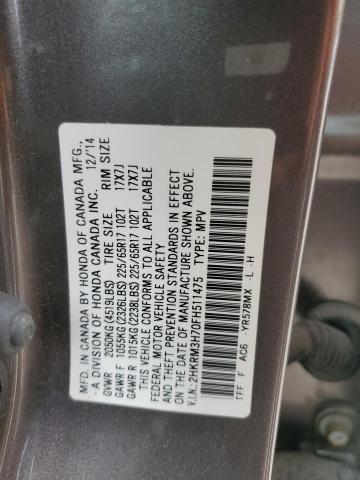 MFD. IN CANADA BY HONDA OF CANADA MFG.,
A DIVISION OF HONDA CANADA INC. 12/'14
GVWR 2050KG(4519LBS) TIRE SIZE RIM SIZE
GAWR F 1055KG(2326LBS) 225/65R17 102T 17X7J
GAWR R 1015KG(2238LBS) 225/65R17 102T 17X7J
THIS VEHICLE CONFORMS TO ALL APPLICABLE
FEDERAL MOTOR VEHICLE SAFETY
AND THEFT PREVENTION STANDARDS IN EFFECT
ON THE DATE OF MANUFACTURE SHOWN ABOVE.
V.I.N.: 2HKRM3H70FH511475 TYPE: MPV
TFF F AC6 -YR578MX -L -H